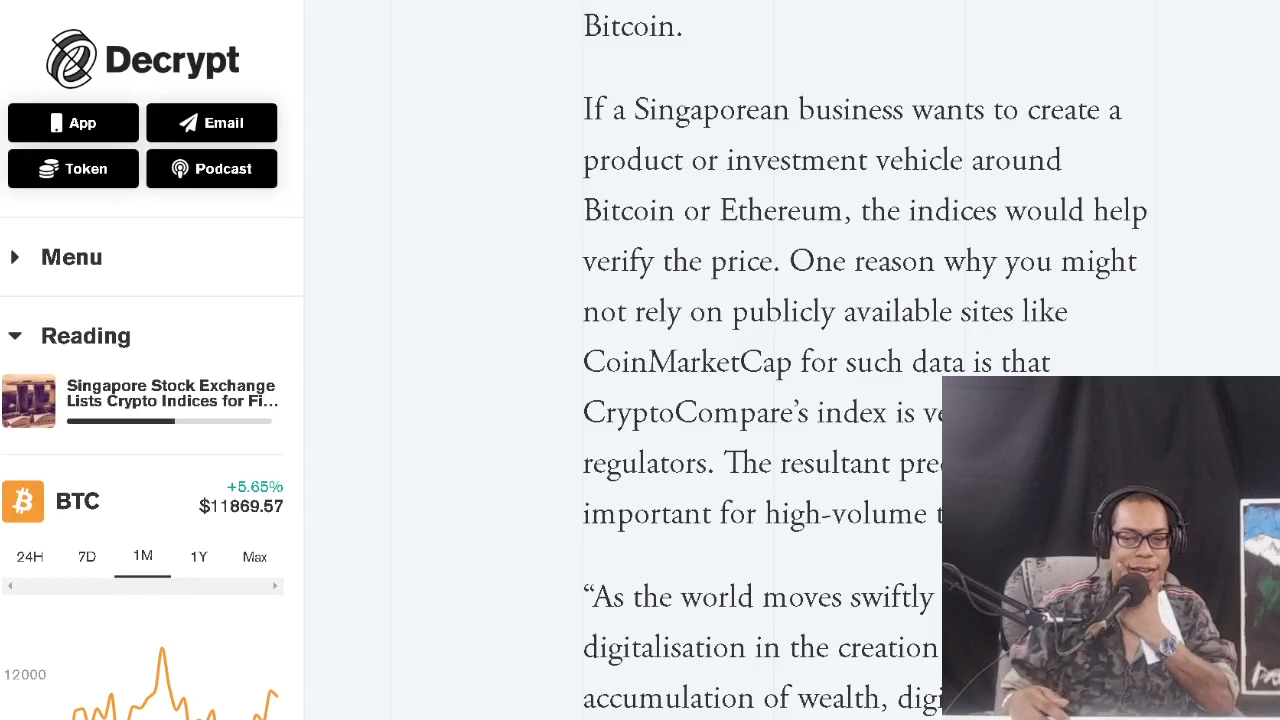 Decrypt
App
Email
Token
Podcast
Menu
Reading
Singapore Stock Exchange
Lists Crypto Indices for Fi...
BTC
+5.65%
$11869.57
24H 7D 1M 1Y Max
12000
Bitcoin.
If a Singaporean business wants to create a
product or investment vehicle around
Bitcoin or Ethereum, the indices would help
verify the price. One reason why you might
not rely on publicly available sites like
CoinMarketCap for such data is that
CryptoCompare’s index is
regulators. The resultant
important for high-volume
“As the world moves swiftly
digitalisation in the creation
accumulation of wealth,